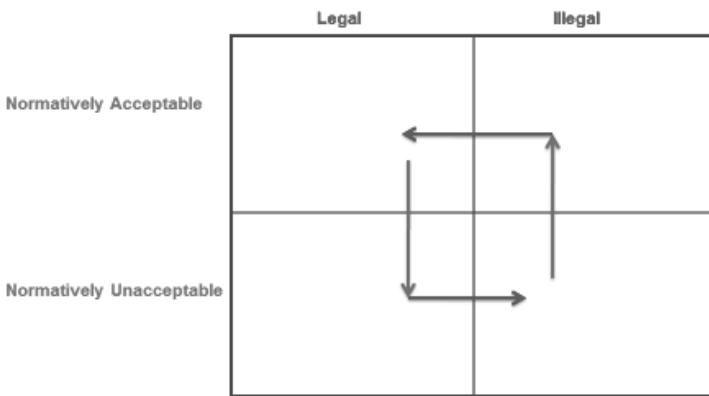 Legal Illegal
Normatively Acceptable
Normatively Unacceptable